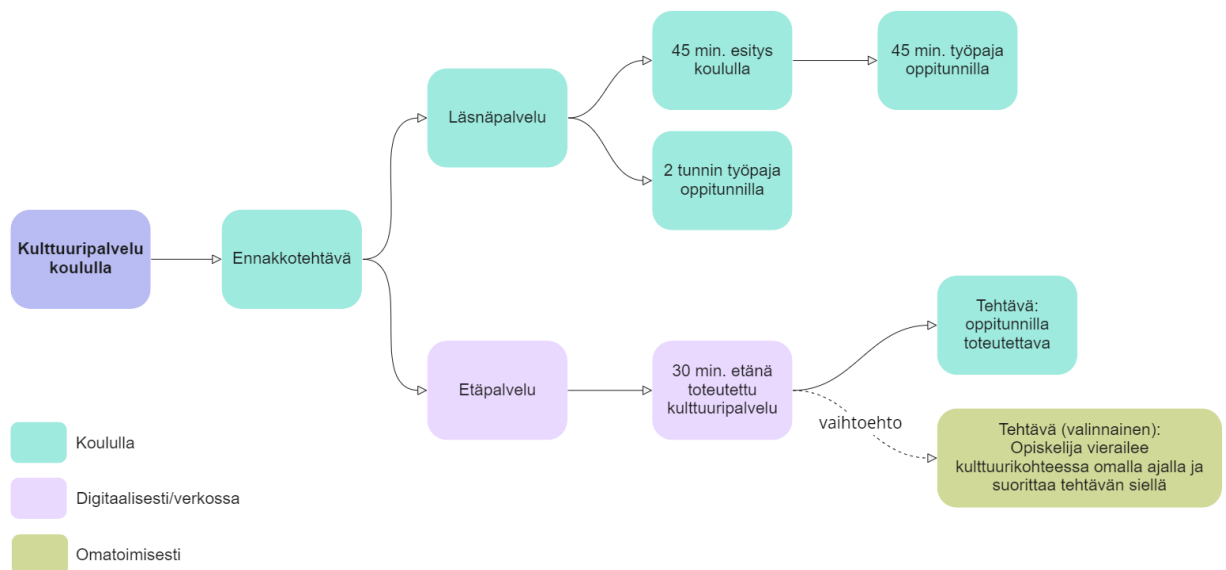 Kulttuuripalvelu
koululla
Ennakkotehtävä
Läsnäpalvelu
45 min. esitys
koululla
45 min. työpaja
oppitunnilla
2 tunnin työpaja
oppitunnilla
Etäpalvelu
30 min. etänä
toteutettu
kulttuuripalvelu
Tehtävä:
oppitunnilla
toteutettava
vaihtoehto
Tehtävä (valinnainen):
Opiskelija vierailee
kulttuurikohteessa omalla ajalla ja
suorittaa tehtävän siellä
Koululla
Digitaalisesti/verkossa
Omatoimisesti